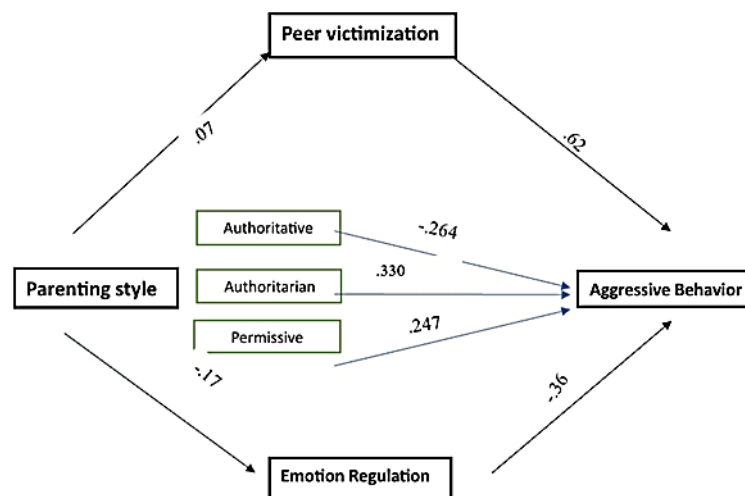 Peer victimization
.07
.62
Authoritative
-.264
Parenting style
Authoritarian
.330
Aggressive Behavior
Permissive
.247
-.17
-.36
Emotion Regulation